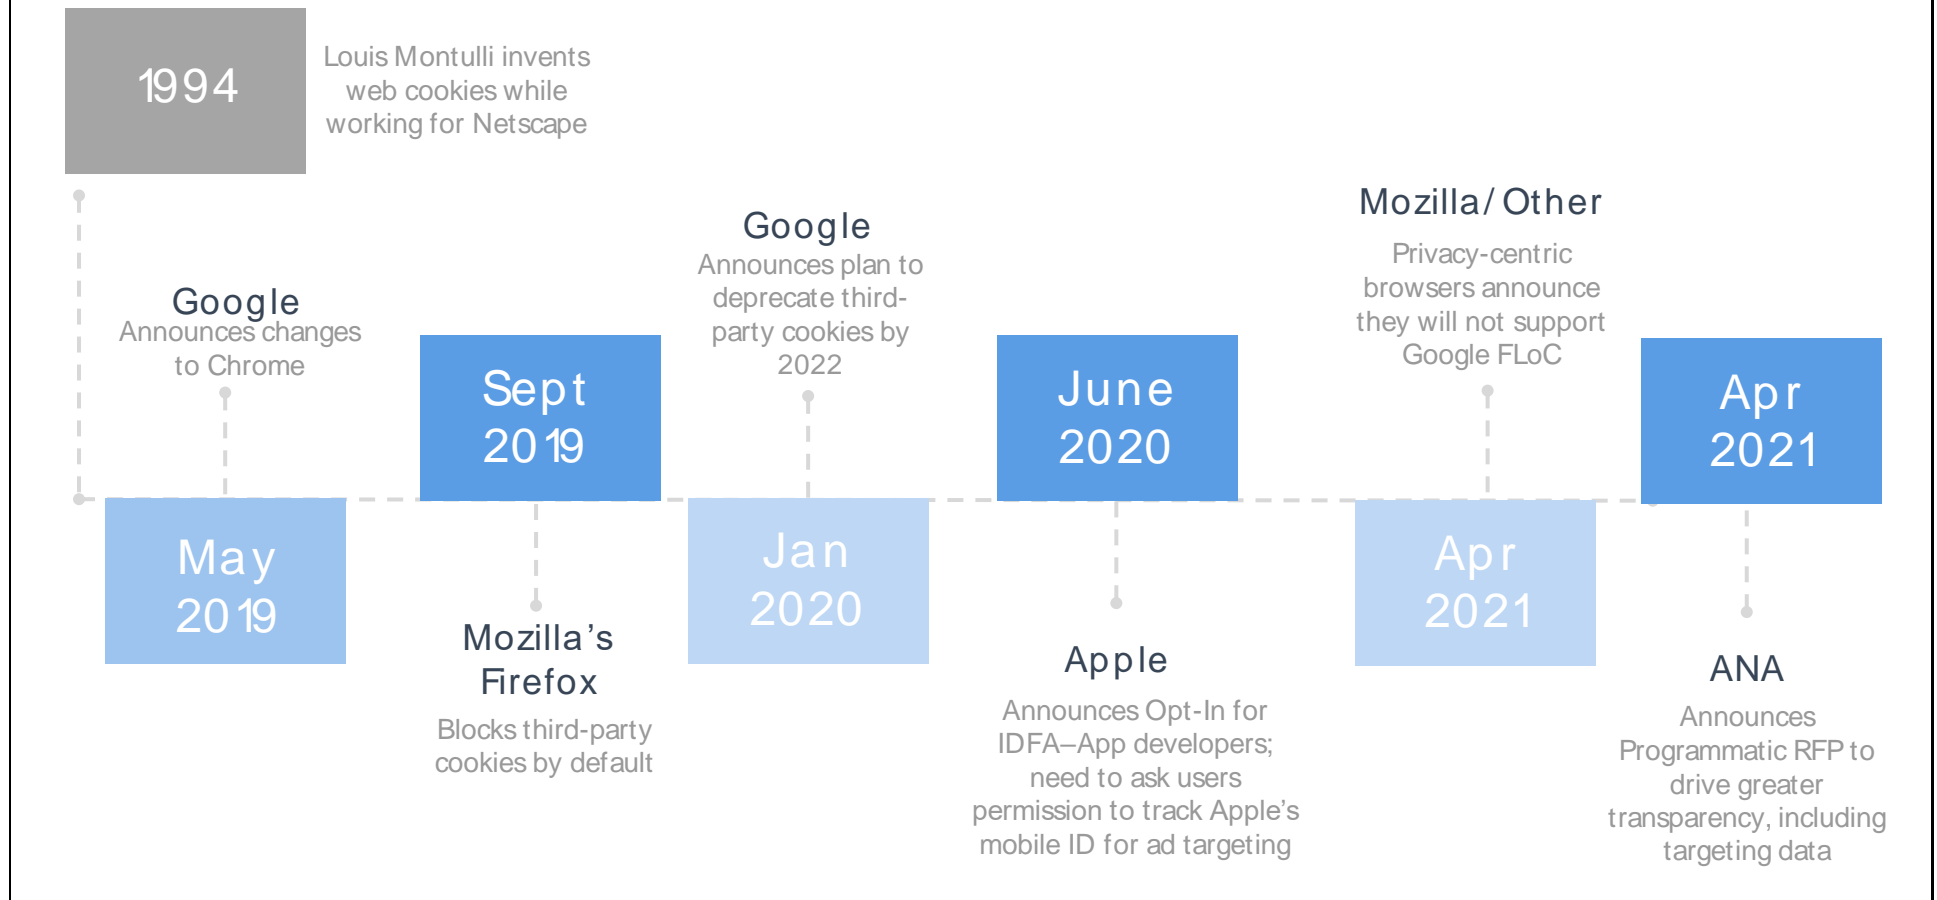 1994
Louis Montulli invents
web cookies while
working for Netscape
Google
Announces changes
to Chrome
May
2019
Sept
2019
Mozilla’s
Firefox
Blocks third-party
cookies by default
Google
Announces plan to
deprecate third-
party cookies by
2022
Jan
2020
June
2020
Apple
Announces Opt-In for
IDFA–App developers;
need to ask users
permission to track Apple’s
mobile ID for ad targeting
Mozilla/Other
Privacy-centric
browsers announce
they will not support
Google FLoC
Apr
2021
Apr
2021
ANA
Announces
Programmatic RFP to
drive greater
transparency, including
targeting data